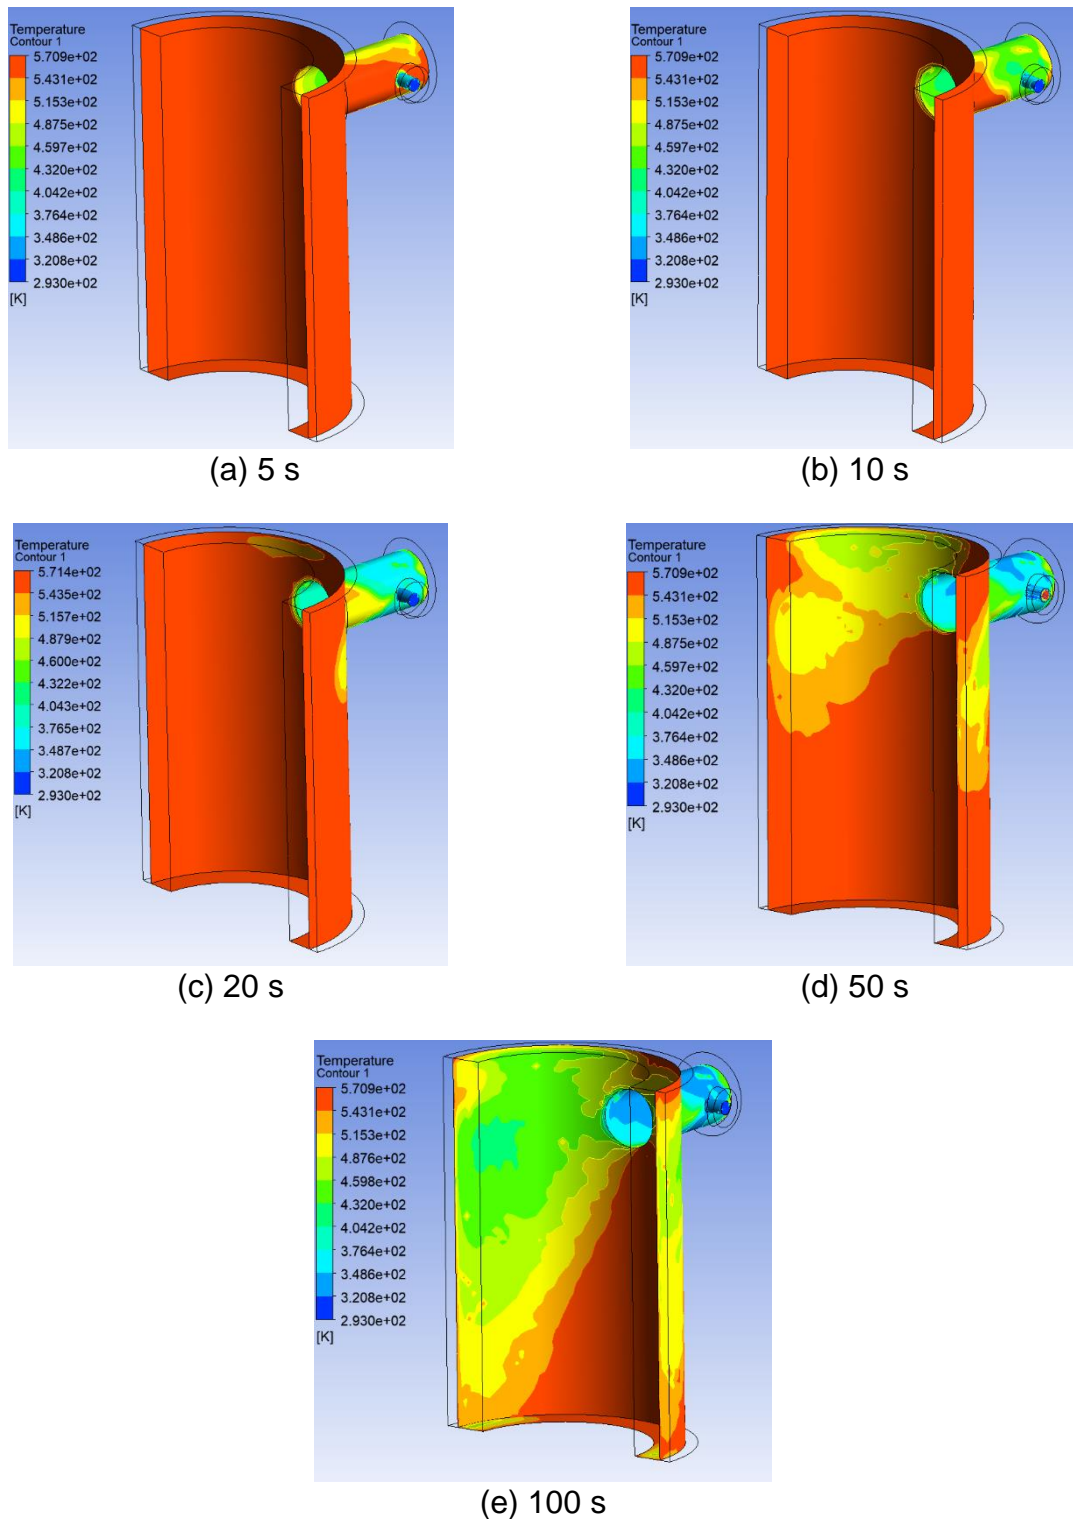 Temperature
Contour 1
5.709e+02
5.431e+02
5.153e+02
4.875e+02
4.597e+02
4.320e+02
4.042e+02
3.764e+02
3.486e+02
3.208e+02
2.930e+02
[K]
(a) 5 s
Temperature
Contour 1
5.709e+02
5.431e+02
5.153e+02
4.875e+02
4.597e+02
4.320e+02
4.042e+02
3.764e+02
3.486e+02
3.208e+02
2.930e+02
[K]
(b) 10 s
Temperature
Contour 1
5.714e+02
5.435e+02
5.157e+02
4.879e+02
4.600e+02
4.322e+02
4.043e+02
3.765e+02
3.487e+02
3.208e+02
2.930e+02
[K]
(c) 20 s
Temperature
Contour 1
5.709e+02
5.431e+02
5.153e+02
4.875e+02
4.597e+02
4.320e+02
4.042e+02
3.764e+02
3.486e+02
3.208e+02
2.930e+02
[K]
(d) 50 s
Temperature
Contour 1
5.709e+02
5.431e+02
5.153e+02
4.876e+02
4.598e+02
4.320e+02
4.042e+02
3.764e+02
3.486e+02
3.208e+02
2.930e+02
[K]
(e) 100 s